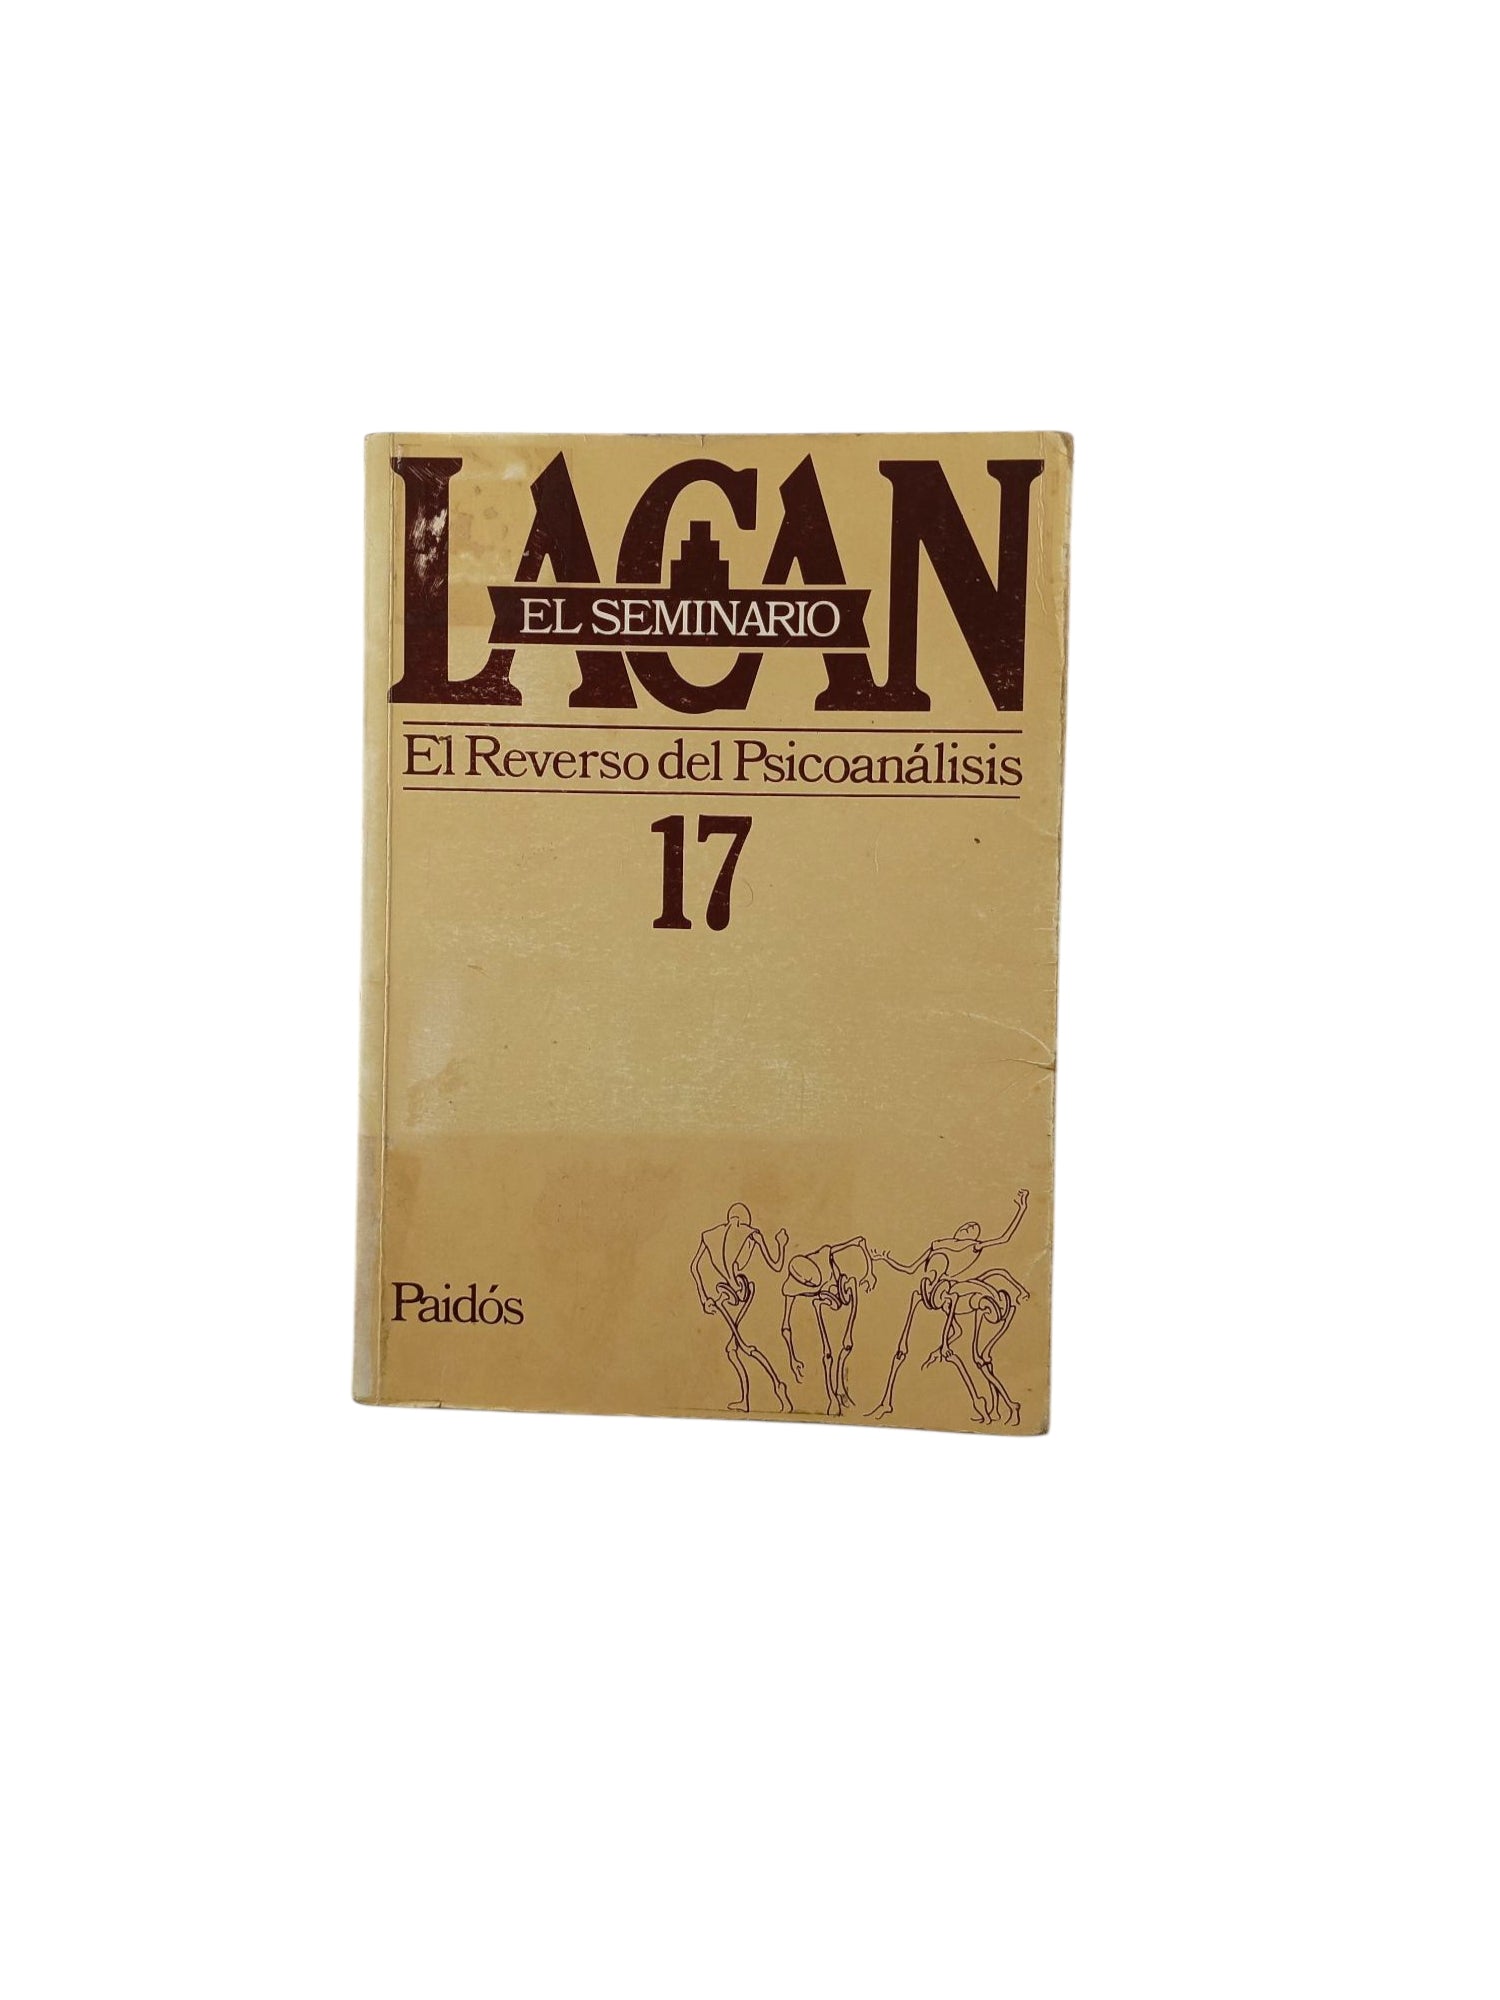 LACAN
EL SEMINARIO
El Reverso del Psicoanálisis
17
Paidós